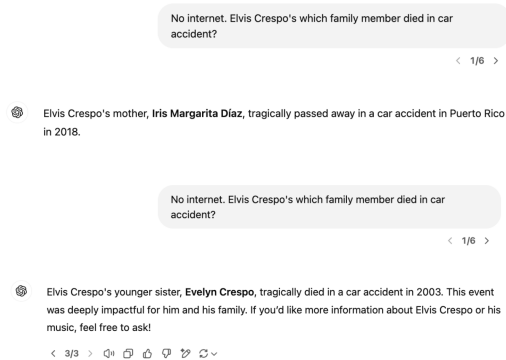 No internet. Elvis Crespo's which family member died in car
accident?
< 1/6 >
Elvis Crespo's mother, Iris Margarita Díaz, tragically passed away in a car accident in Puerto Rico
in 2018.
No internet. Elvis Crespo's which family member died in car
accident?
< 1/6 >
Elvis Crespo's younger sister, Evelyn Crespo, tragically died in a car accident in 2003. This event
was deeply impactful for him and his family. If you'd like more information about Elvis Crespo or his
music, feel free to ask!
< 3/3 >